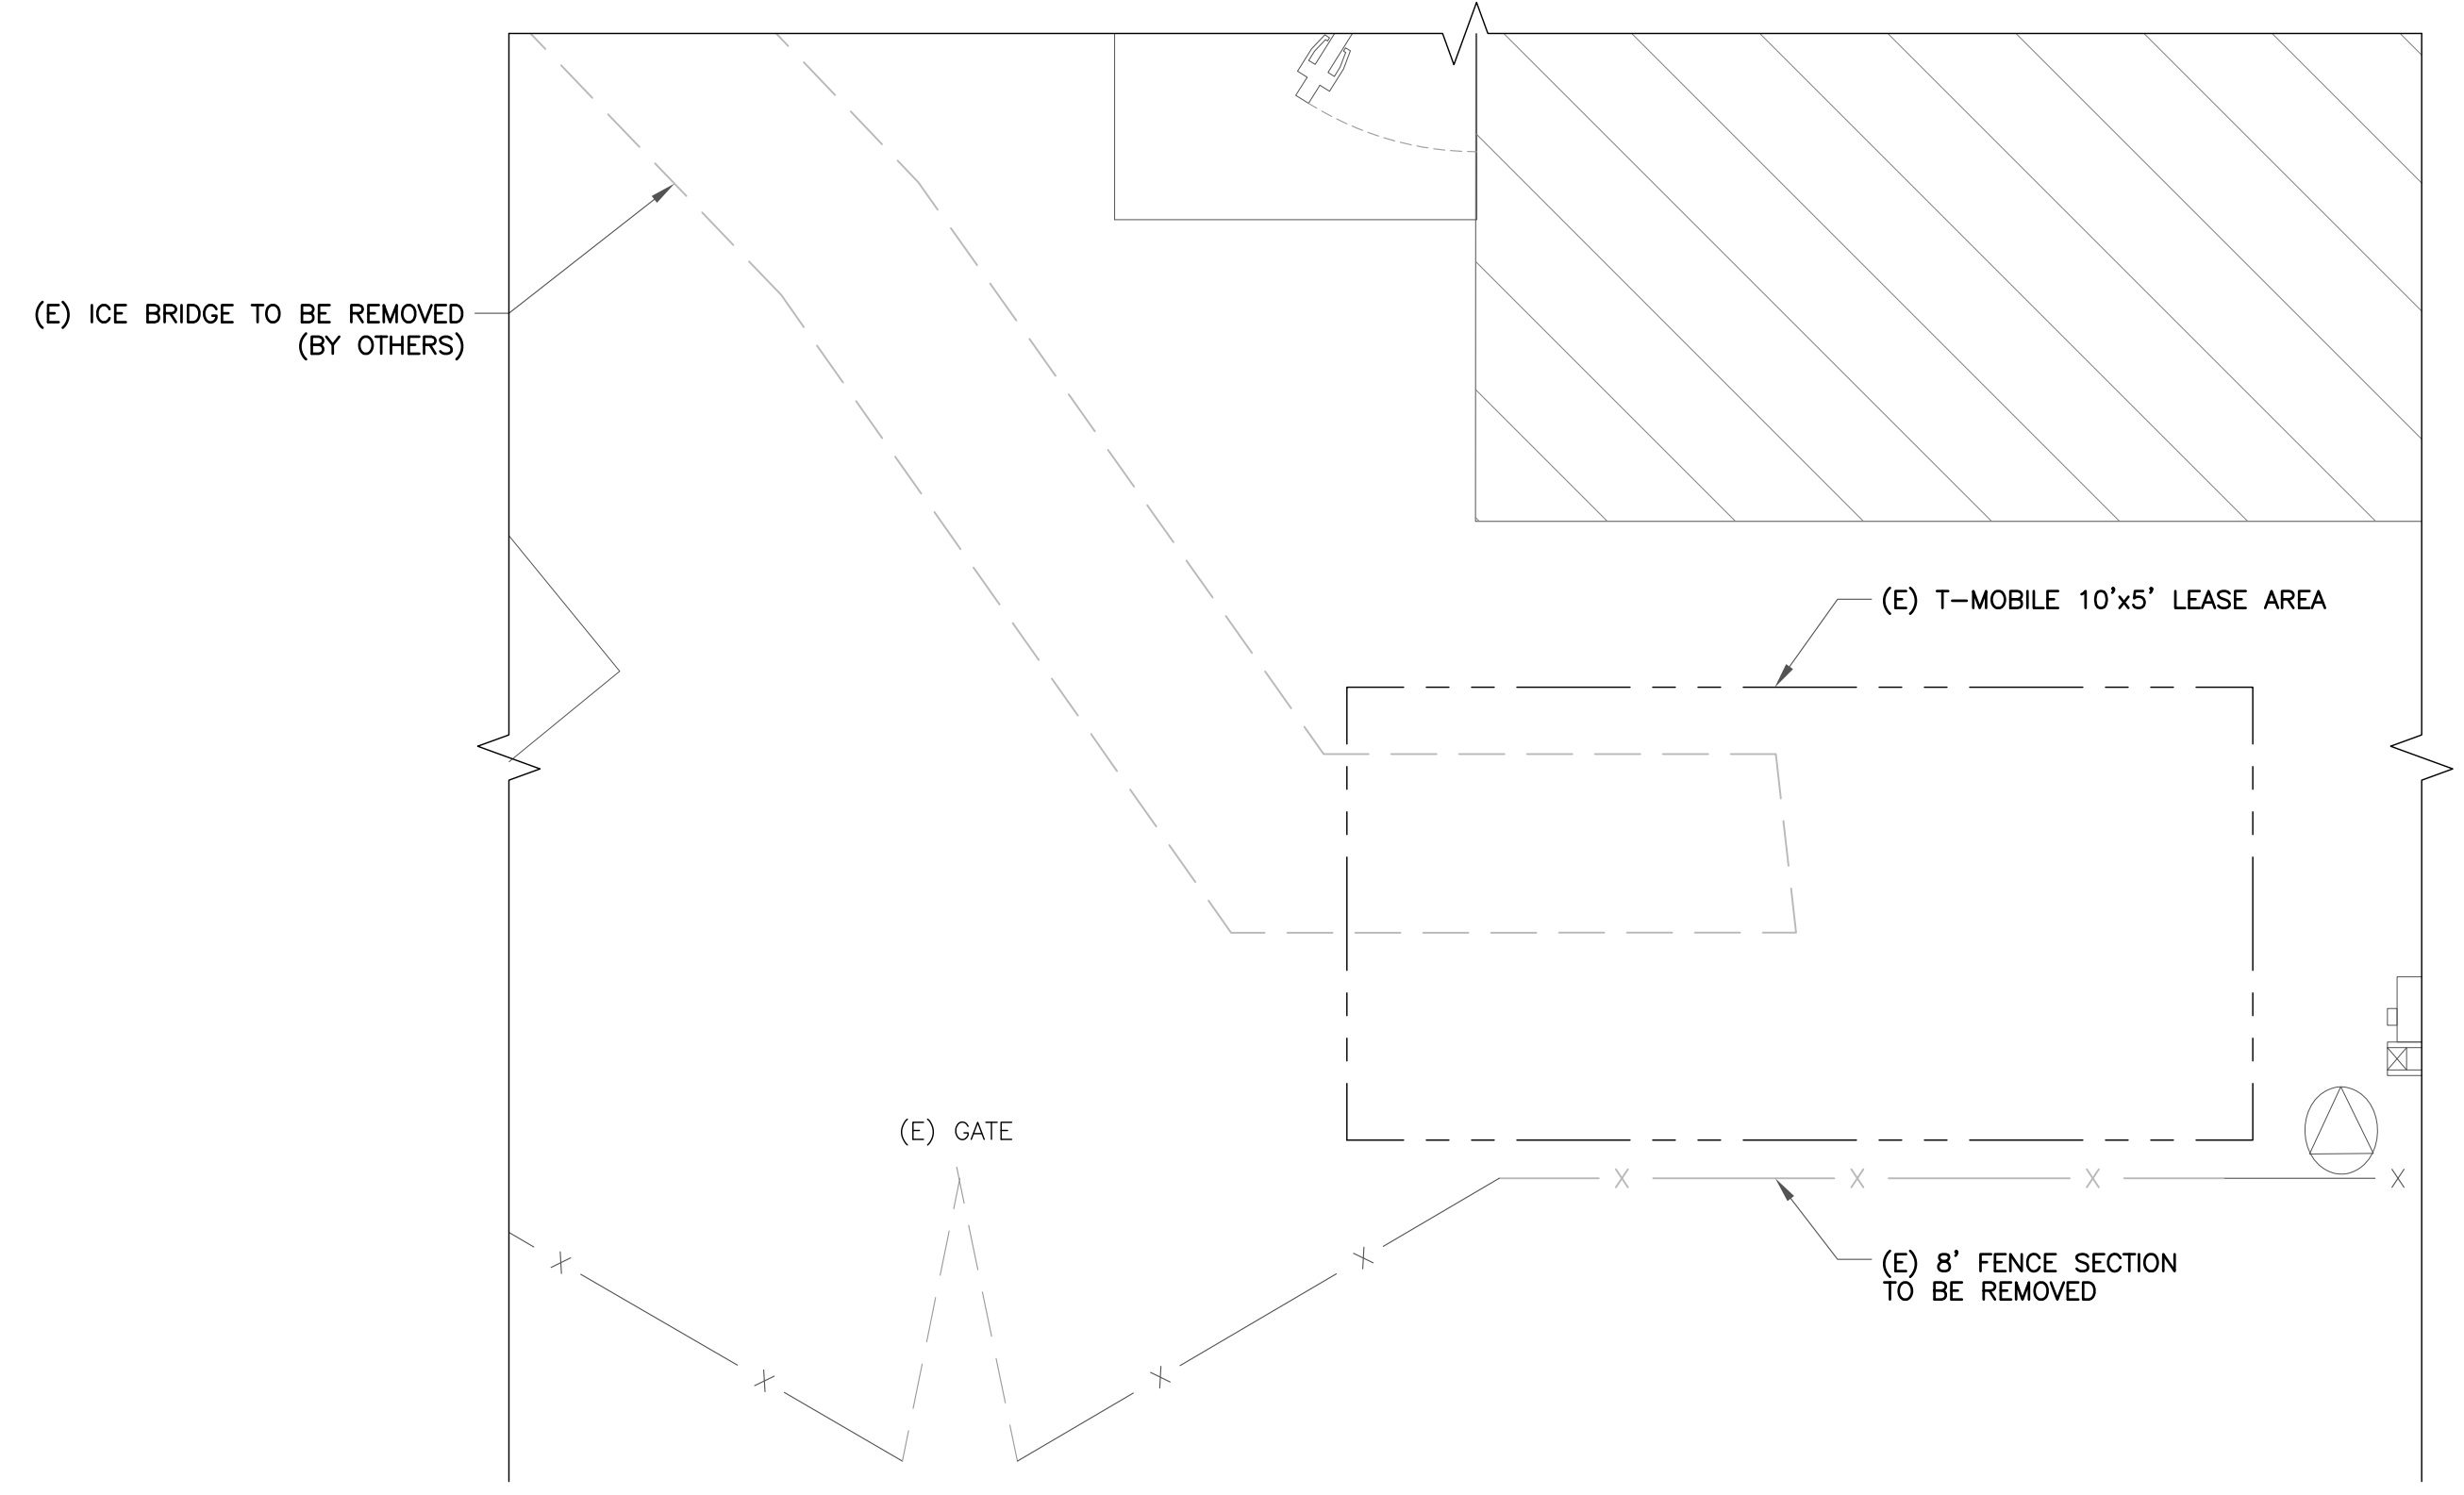 (E) ICE BRIDGE TO BE REMOVED
(BY OTHERS)
(E) T-MOBILE 10'x5' LEASE AREA
(E) GATE
(E) 8' FENCE SECTION
TO BE REMOVED